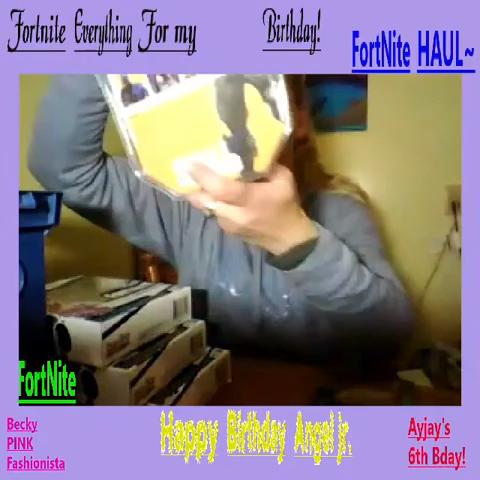 Fortnite Everything For my Birthday!
FortNite HAUL~
FortNite
Becky
PINK
Fashionista
Happy Birthday Angel jr.
Ayjay's
6th Bday!